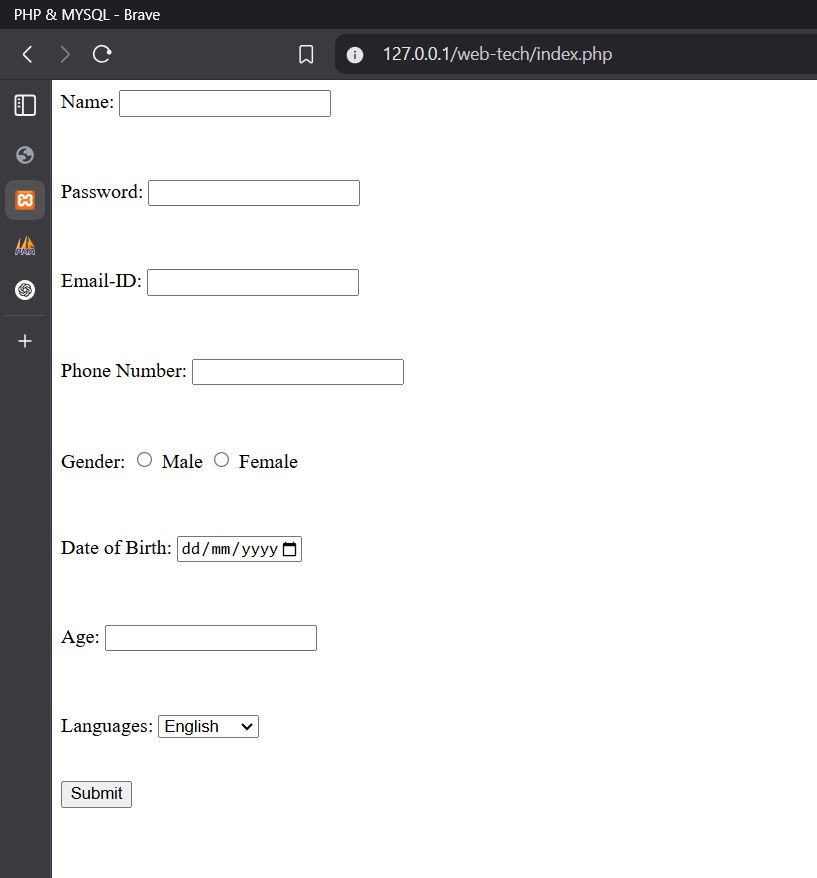 PHP & MYSQL - Brave
127.0.0.1/web-tech/index.php
Name:
Password:
PMA
Email-ID:
Phone Number:
Gender: Male Female
Date of Birth: dd/mm/yyyy
Age:
Languages: English
Submit